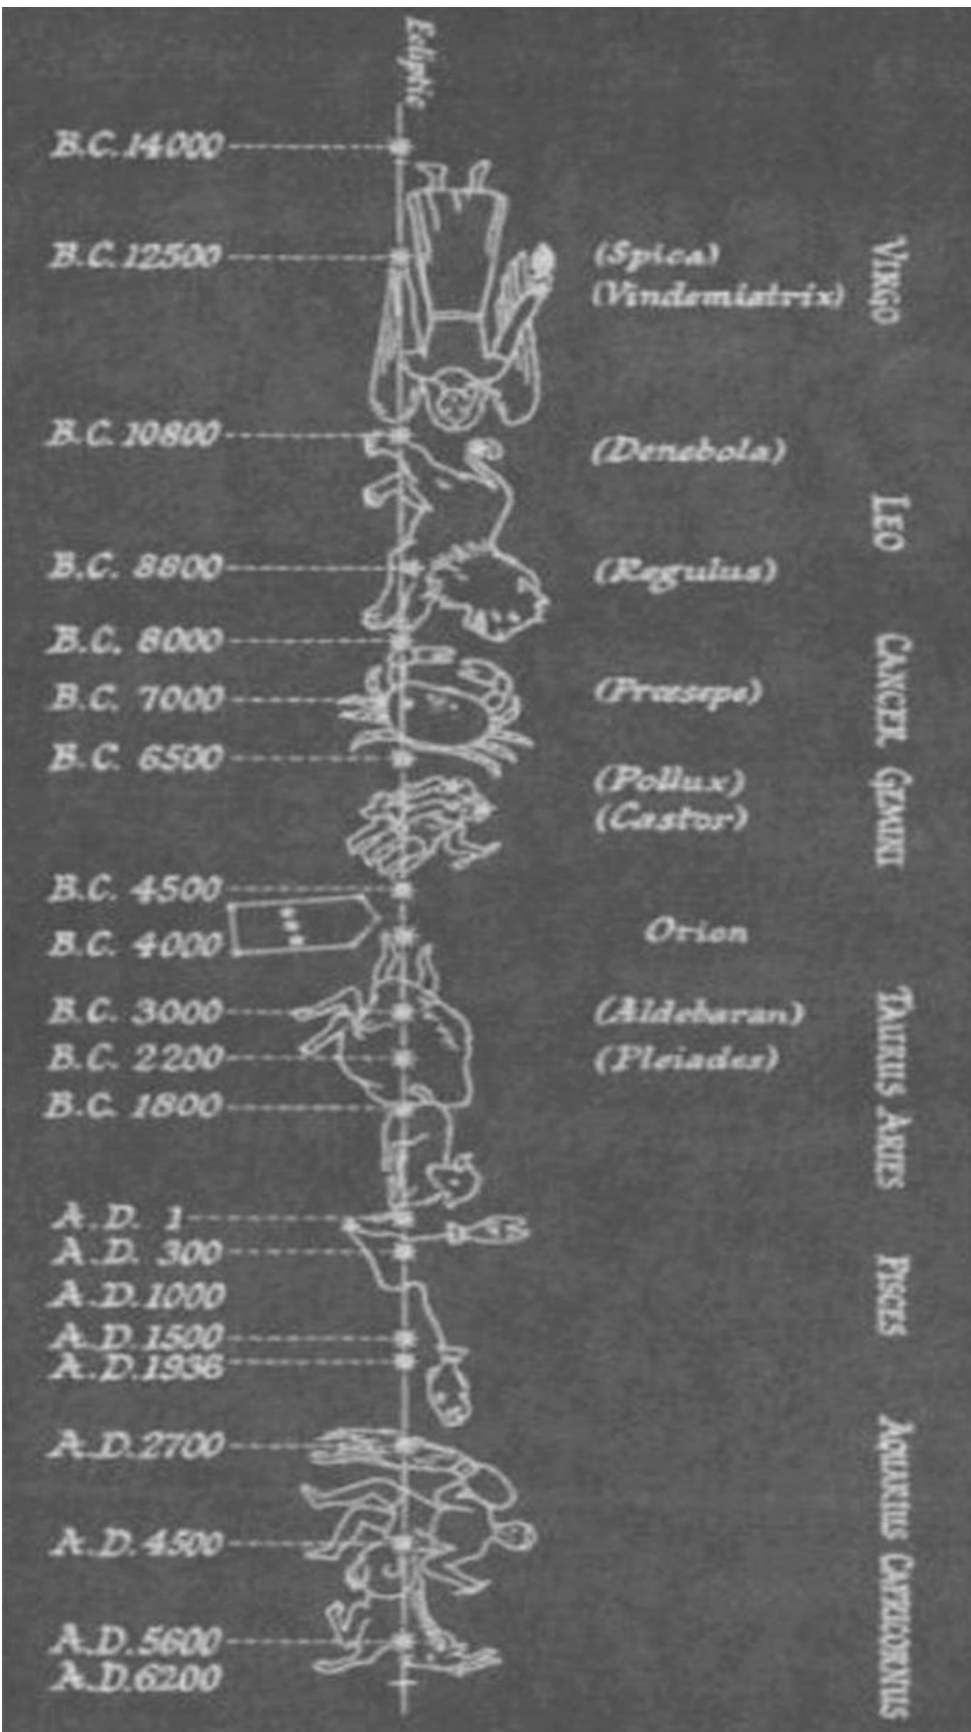 Ecliptic
B.C. 14000
B.C. 12500
(Spica)
(Vindemiatrix)
VIRGO
B.C. 10800
(Denebola)
LEO
B.C. 8800
(Regulus)
B.C. 8000
CANCER
B.C. 7000
(Præsepe)
B.C. 6500
(Pollux)
(Castor)
GEMINI
B.C. 4500
B.C. 4000
Orion
B.C. 3000
(Aldebaran)
TAURUS
B.C. 2200
(Pleiades)
B.C. 1800
ARIES
A.D. 1
A.D. 300
A.D. 1000
PISCES
A.D. 1500
A.D. 1936
A.D. 2700
AQUARIUS
A.D. 4500
CAPRICORNUS
A.D. 5600
A.D. 6200